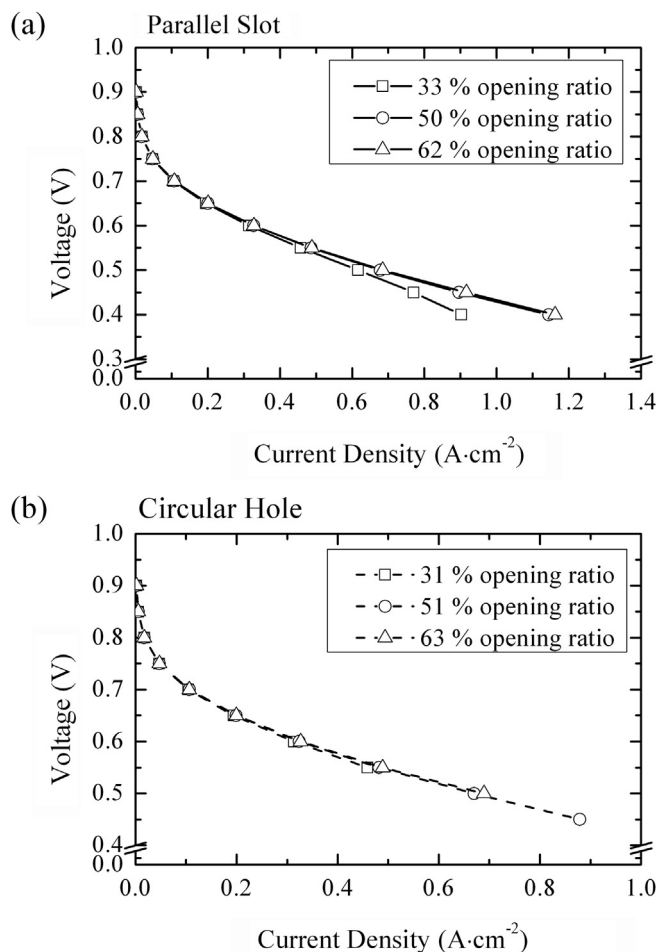 (a) Parallel Slot
33 % opening ratio
50 % opening ratio
62 % opening ratio
Voltage (V)
1.0
0.9
0.8
0.7
0.6
0.5
0.4
0.3
0.0
0.0 0.2 0.4 0.6 0.8 1.0 1.2 1.4
Current Density (A·cm⁻²)
(b) Circular Hole
31 % opening ratio
51 % opening ratio
63 % opening ratio
Voltage (V)
1.0
0.9
0.8
0.7
0.6
0.5
0.4
0.0
0.0 0.2 0.4 0.6 0.8 1.0
Current Density (A·cm⁻²)